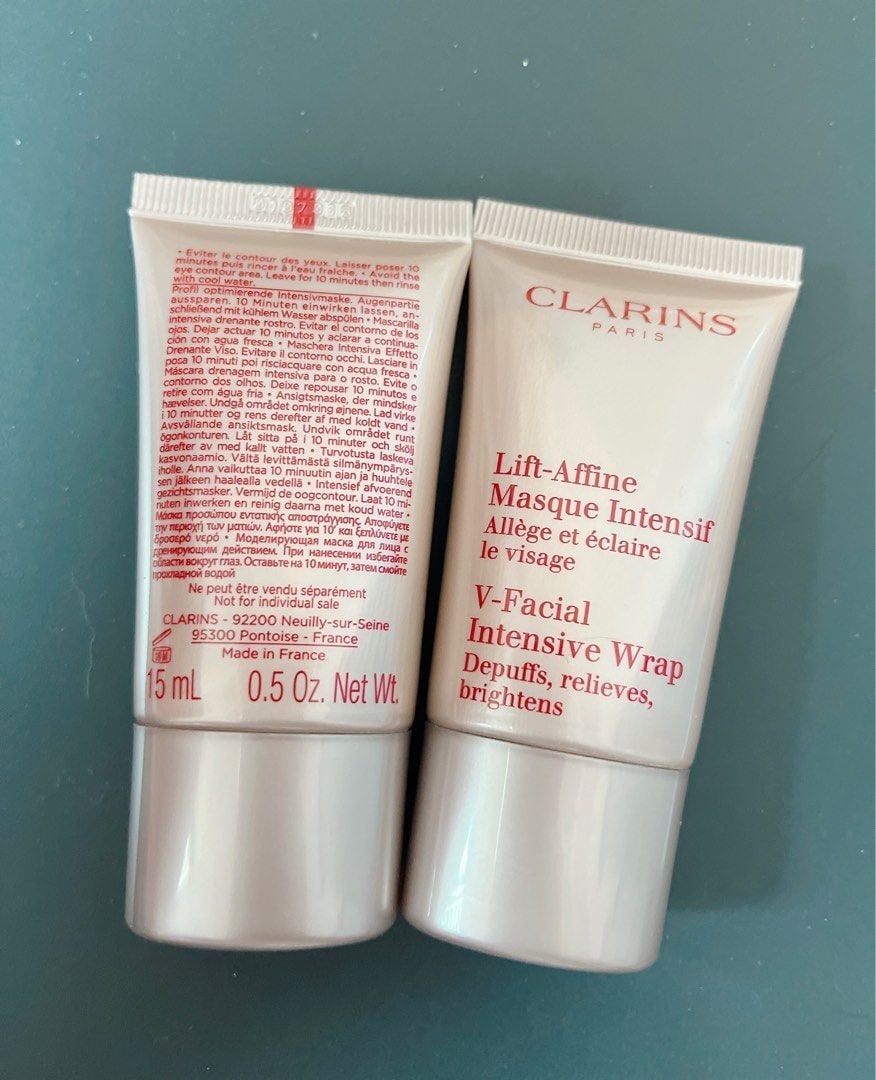 • Eviter le contour des yeux. Laisser poser 10
minutes puis rincer à l'eau fraîche. • Avoid the
eye contour area. Leave for 10 minutes then rinse
with cool water.
Profil optimierende Intensivmaske. Augenpartie
aussparen. 10 Minuten einwirken lassen, an-
schließend mit kühlem Wasser abspülen • Mascarilla
intensiva drenante rostro. Evitar el contorno de los
ojos. Dejar actuar 10 minutos y aclarar a continua-
ción con agua fresca • Maschera Intensiva Effetto
Drenante Viso. Evitare il contorno occhi. Lasciare in
posa 10 minuti poi risciacquare con acqua fresca •
Máscara drenagem intensiva para o rosto. Evite o
contorno dos olhos. Deixe repousar 10 minutos e
retire com água fria • Ansigtsmaske, der mindsker
hævelser. Undgå området omkring øjnene. Lad virke
i 10 minutter og rens derefter af med koldt vand •
Avsvällande ansiktsmask. Undvik området runt
ögonkonturen. Låt sitta på i 10 minuter och skölj
därefter av med kallt vatten • Turvotusta laskeva
kasvonaamio. Vältä levittämästä silmänympärys-
iholle. Anna vaikuttaa 10 minuutin ajan ja huuhtele
sen jälkeen haalealla vedellä • Intensief afvoerend
gezichtsmasker. Vermijd de oogcontour. Laat 10 mi-
nuten inwerken en reinig daarna met koud water •
Μάσκα προσώπου εντατικής αποστράγγισης. Αποφύγετε
την περιοχή των ματιών. Αφήστε για 10' και ξεπλύνετε με
δροσερό νερό • Моделирующая маска для лица с
дренирующим действием. При нанесении избегайте
области вокруг глаз. Оставьте на 10 минут, затем смойте
прохладной водой
Ne peut être vendu séparément
Not for individual sale
CLARINS - 92200 Neuilly-sur-Seine
95300 Pontoise - France
Made in France
15 mL 0.5 Oz. Net Wt.
CLARINS
PARIS
Lift-Affine
Masque Intensif
Allège et éclaire
le visage
V-Facial
Intensive Wrap
Depuffs, relieves,
brightens